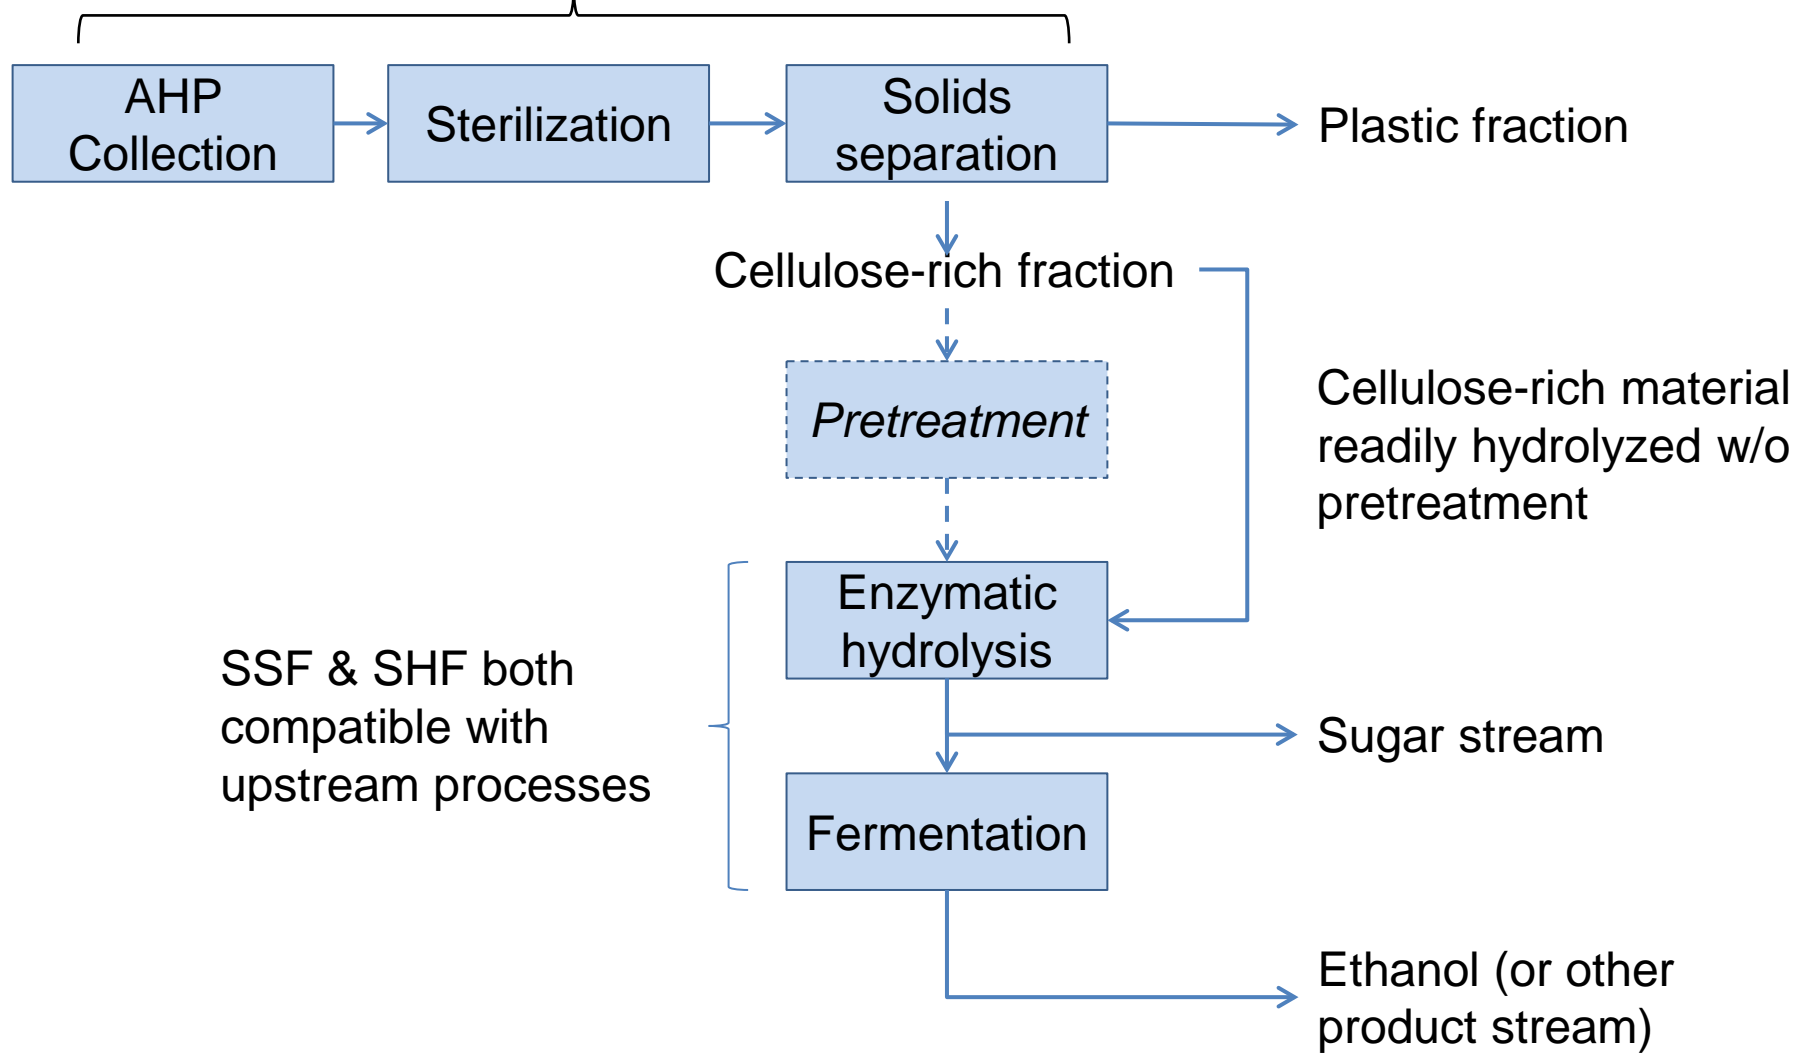 AHP
Collection
Sterilization
Solids
separation
Plastic fraction
Cellulose-rich fraction
Pretreatment
Cellulose-rich material
readily hydrolyzed w/o
pretreatment
Enzymatic
hydrolysis
SSF & SHF both
compatible with
upstream processes
Sugar stream
Fermentation
Ethanol (or other
product stream)